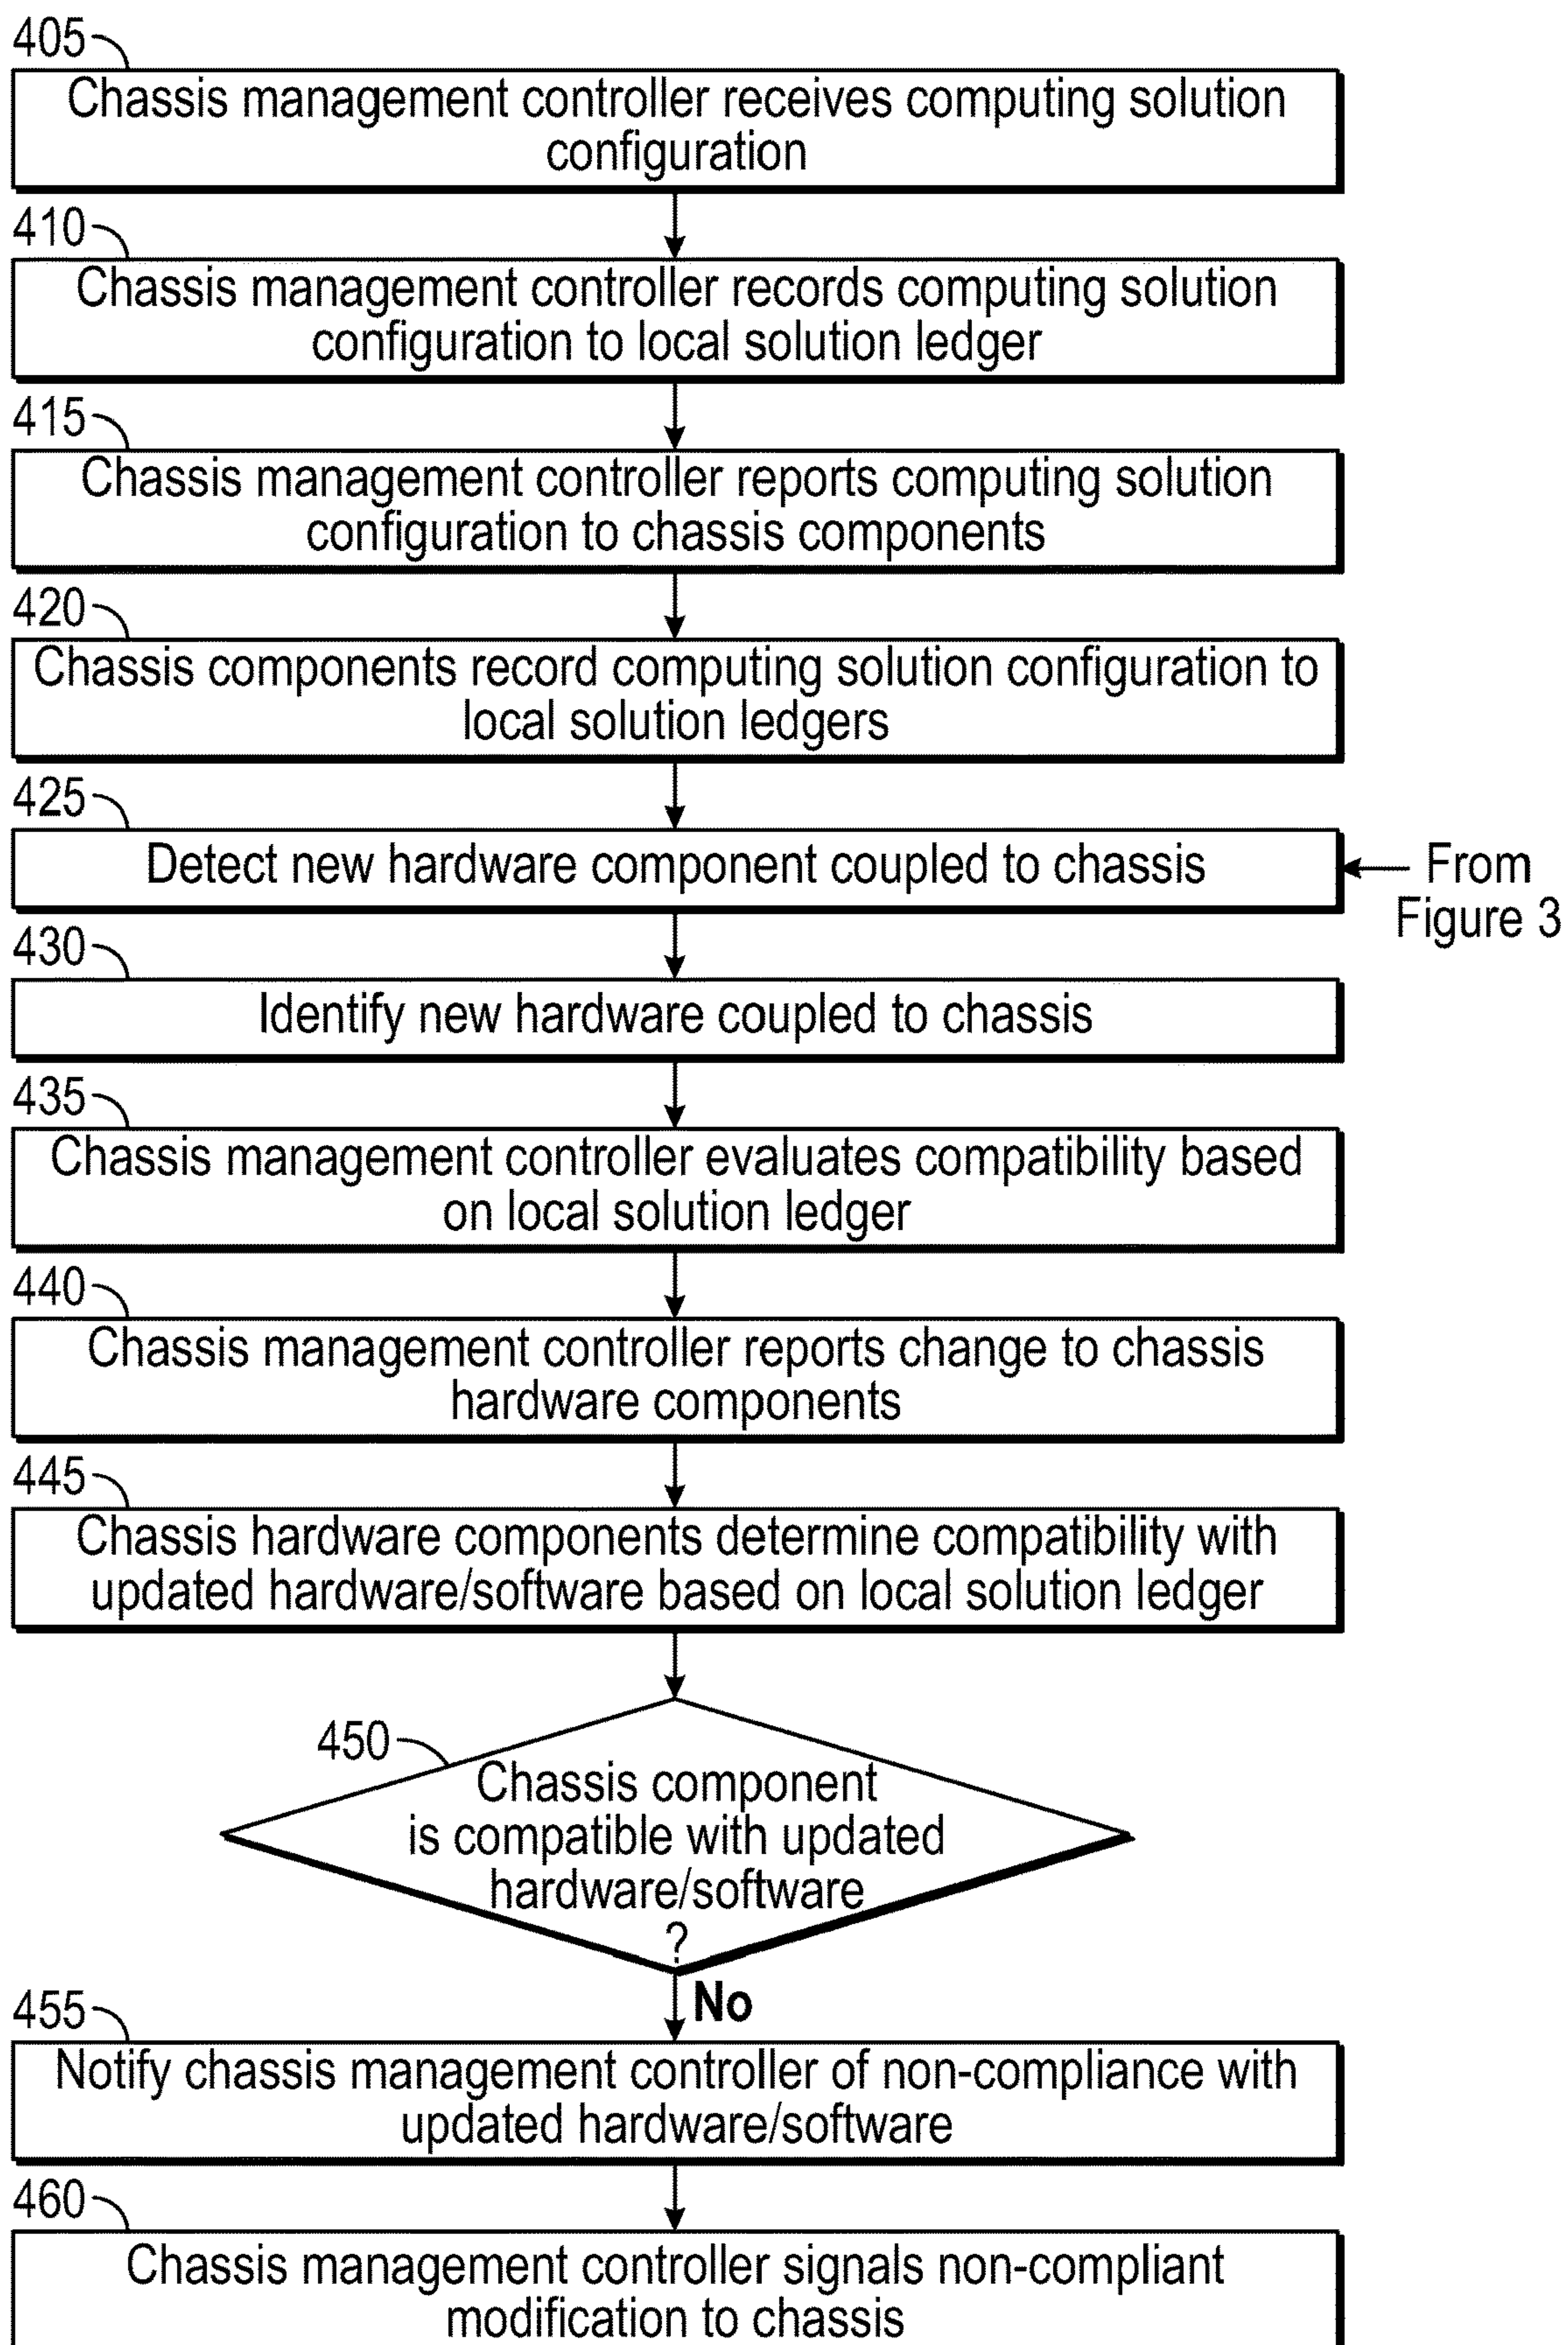 405
Chassis management controller receives computing solution
configuration
410
Chassis management controller records computing solution
configuration to local solution ledger
415
Chassis management controller reports computing solution
configuration to chassis components
420
Chassis components record computing solution configuration to
local solution ledgers
425
Detect new hardware component coupled to chassis
From
Figure 3
430
Identify new hardware coupled to chassis
435
Chassis management controller evaluates compatibility based
on local solution ledger
440
Chassis management controller reports change to chassis
hardware components
445
Chassis hardware components determine compatibility with
updated hardware/software based on local solution ledger
450
Chassis component
is compatible with updated
hardware/software
?
No
455
Notify chassis management controller of non-compliance with
updated hardware/software
460
Chassis management controller signals non-compliant
modification to chassis